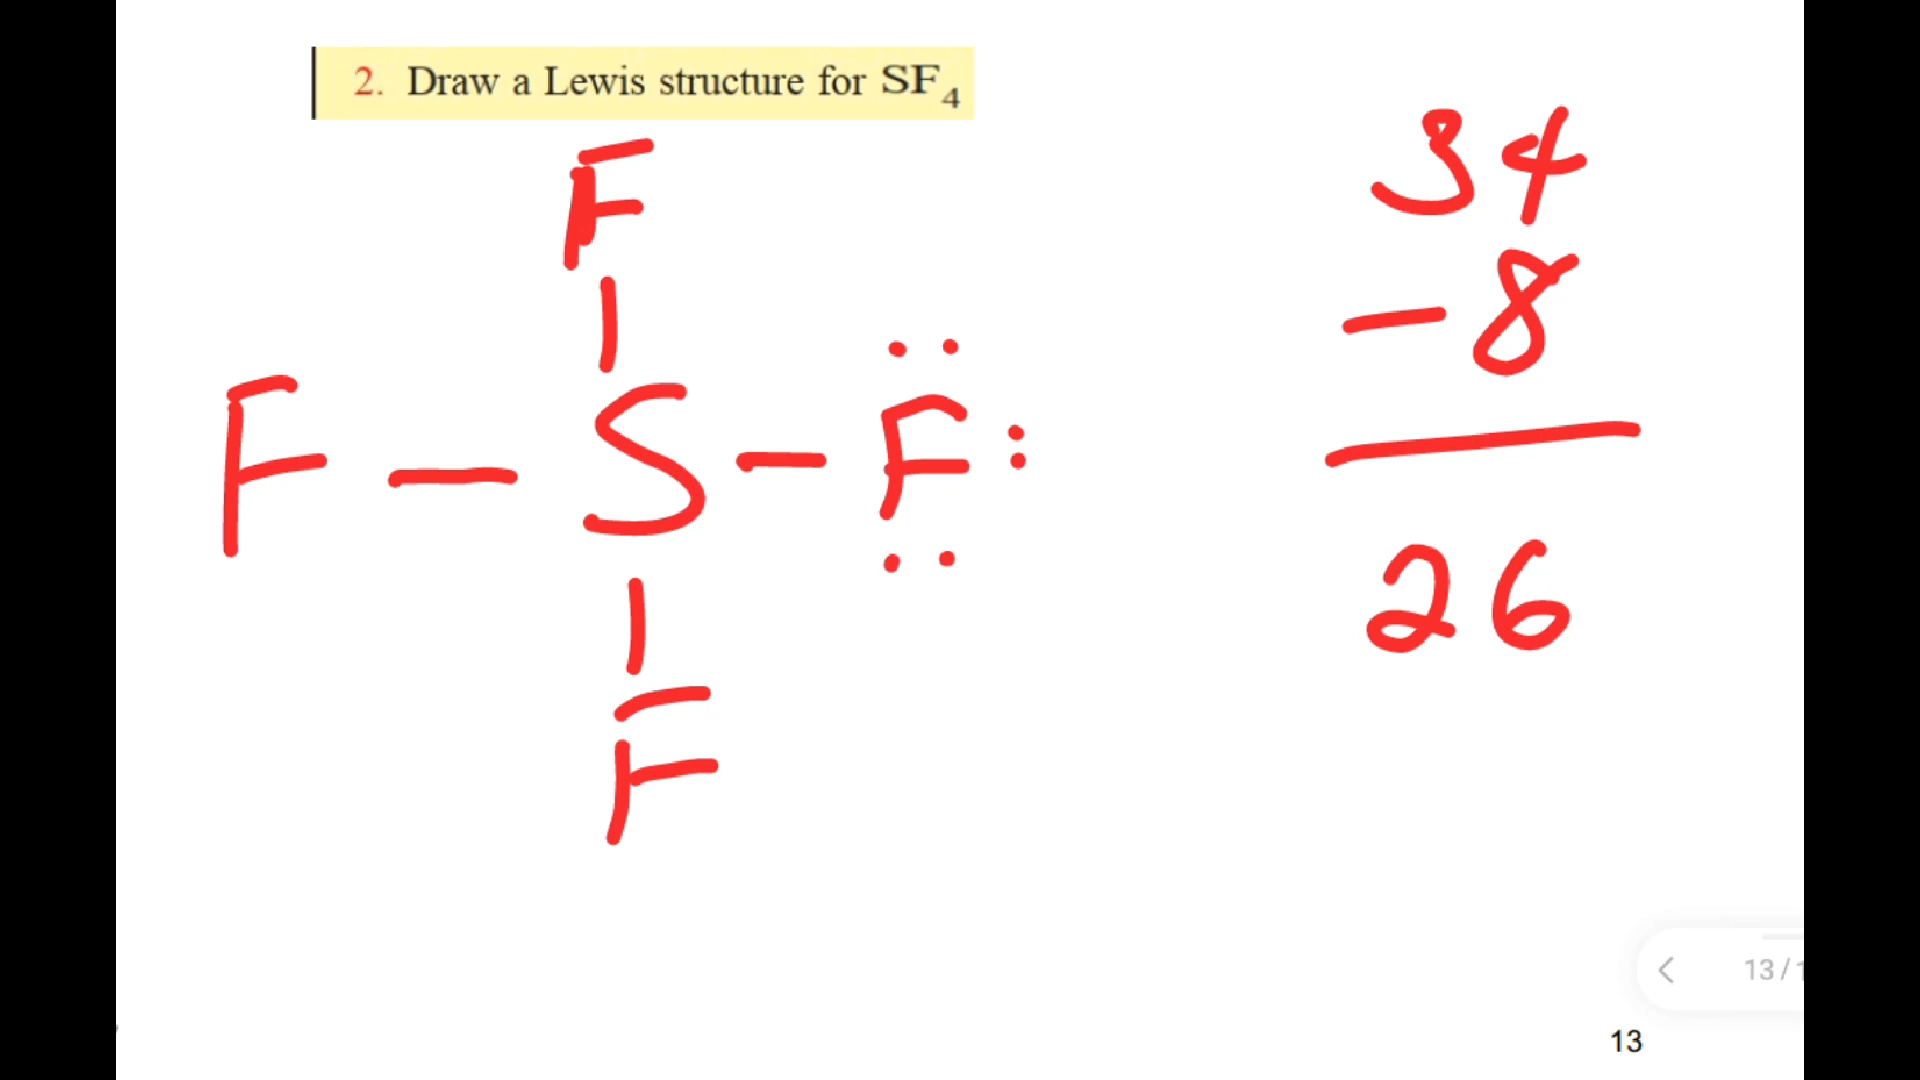 2. Draw a Lewis structure for SF4
F
F - S - F
F
34
- 8
26
13 / 1
13